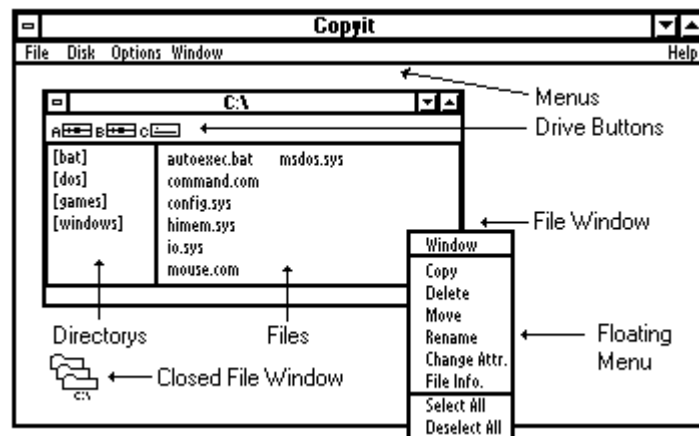 Copyit
File Disk Options Window Help
Menus
C:\
Drive Buttons
A B C
[bat] autoexec.bat msdos.sys
[dos] command.com
[games] config.sys
[windows] himem.sys
File Window
io.sys
mouse.com
Window
Copy
Delete
Move
Rename
Change Attr.
File Info.
Select All
Deselect All
Directorys
Files
Floating
Menu
Closed File Window
C:\